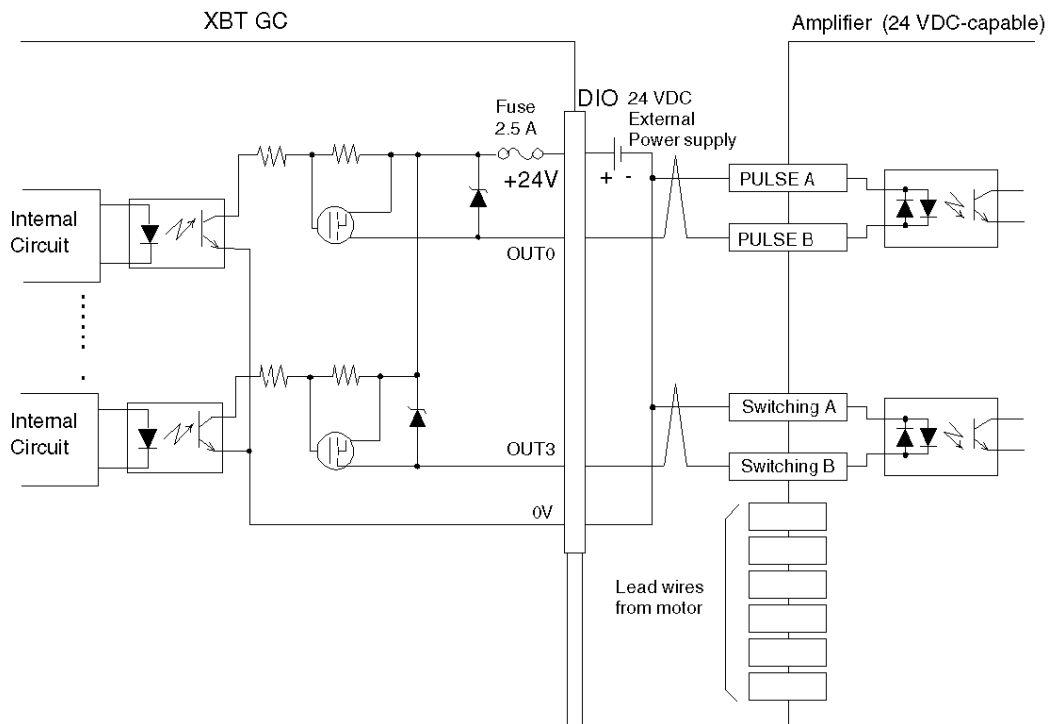 XBT GC
Amplifier (24 VDC-capable)
DIO
24 VDC
External
Power supply
Fuse
2.5 A
+24V
+ -
PULSE A
PULSE B
Internal
Circuit
OUT0
Switching A
Switching B
Internal
Circuit
OUT3
0V
Lead wires
from motor